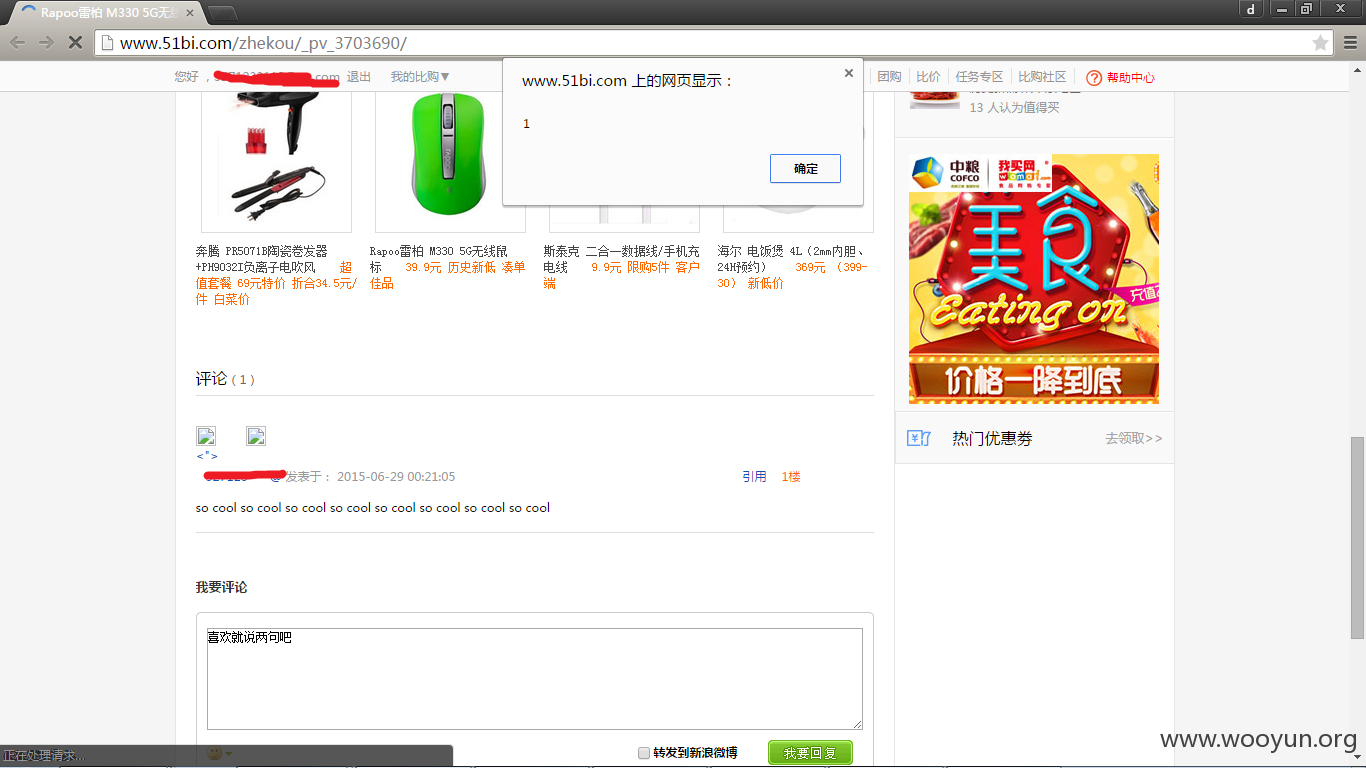 Rapoo雷柏 M330 5G无线
www.51bi.com/zhekou/_pv_3703690/
您好，
.com 退出 我的比购▼
团购 比价 任务专区 比购社区 ? 帮助中心
www.51bi.com 上的网页显示：
1
确定
13 人认为值得买
奔腾 PR5071B陶瓷卷发器
+PH9032I负离子电吹风 超
值套餐 69元特价 折合34.5元/
件 白菜价
Rapoo雷柏 M330 5G无线鼠
标 39.9元 历史新低 凑单
佳品
斯泰克 二合一数据线/手机充
电线 9.9元 限购5件 客户
端
海尔 电饭煲 4L（2mm内胆、
24H预约） 369元 （399-
30） 新低价
中粮 我买网
COFCO womai.com
美食
充值
Eating on
价格一降到底
热门优惠券 去领取>>
评论 ( 1 )
<">
@ 发表于： 2015-06-29 00:21:05 引用 1楼
so cool so cool so cool so cool so cool so cool so cool so cool
我要评论
喜欢就说两句吧
转发到新浪微博 我要回复
正在处理请求...
www.wooyun.org